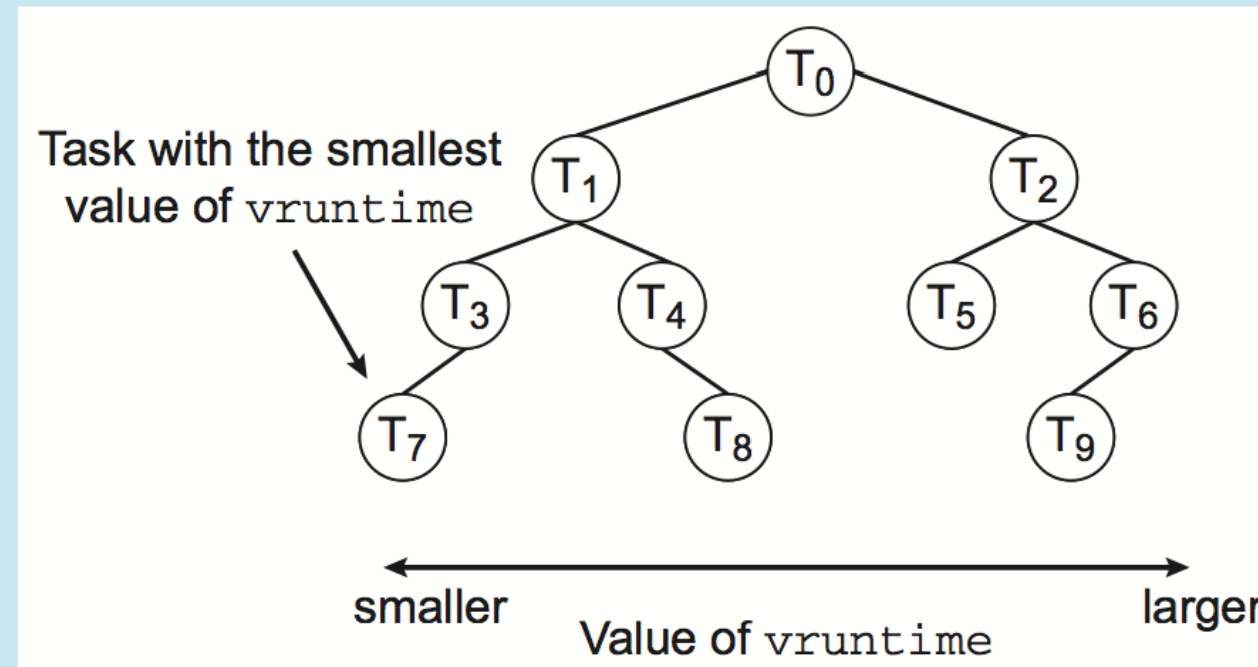 T0
Task with the smallest
value of vruntime
T1
T2
T3
T4
T5
T6
T7
T8
T9
smaller
larger
Value of vruntime